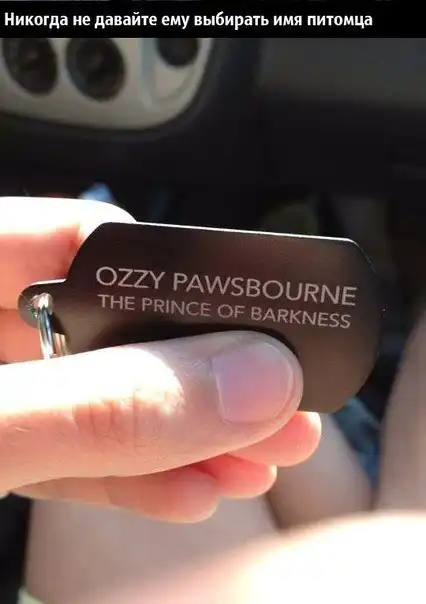 Никогда не давайте ему выбирать имя питомца
OZZY PAWSBOURNE
THE PRINCE OF BARKNESS